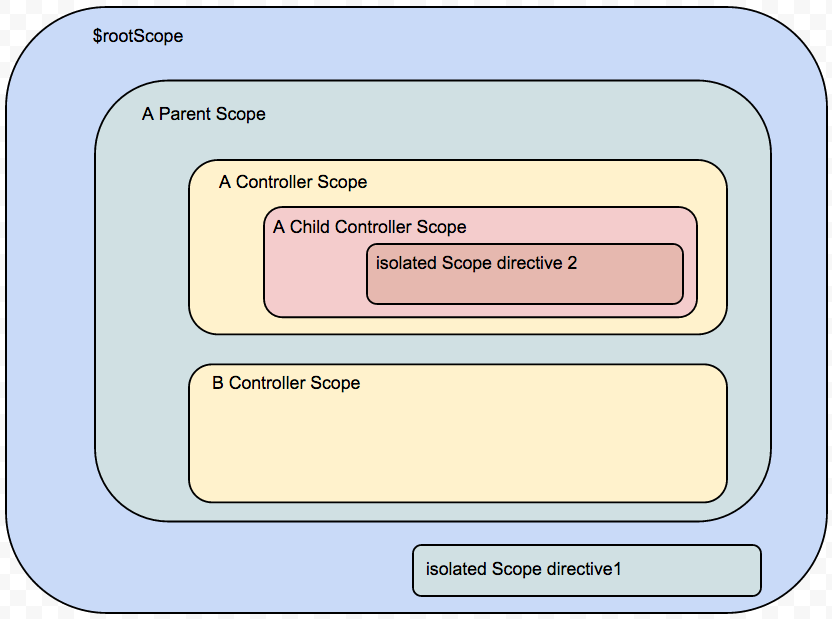 $rootScope
A Parent Scope
A Controller Scope
A Child Controller Scope
isolated Scope directive 2
B Controller Scope
isolated Scope directive1